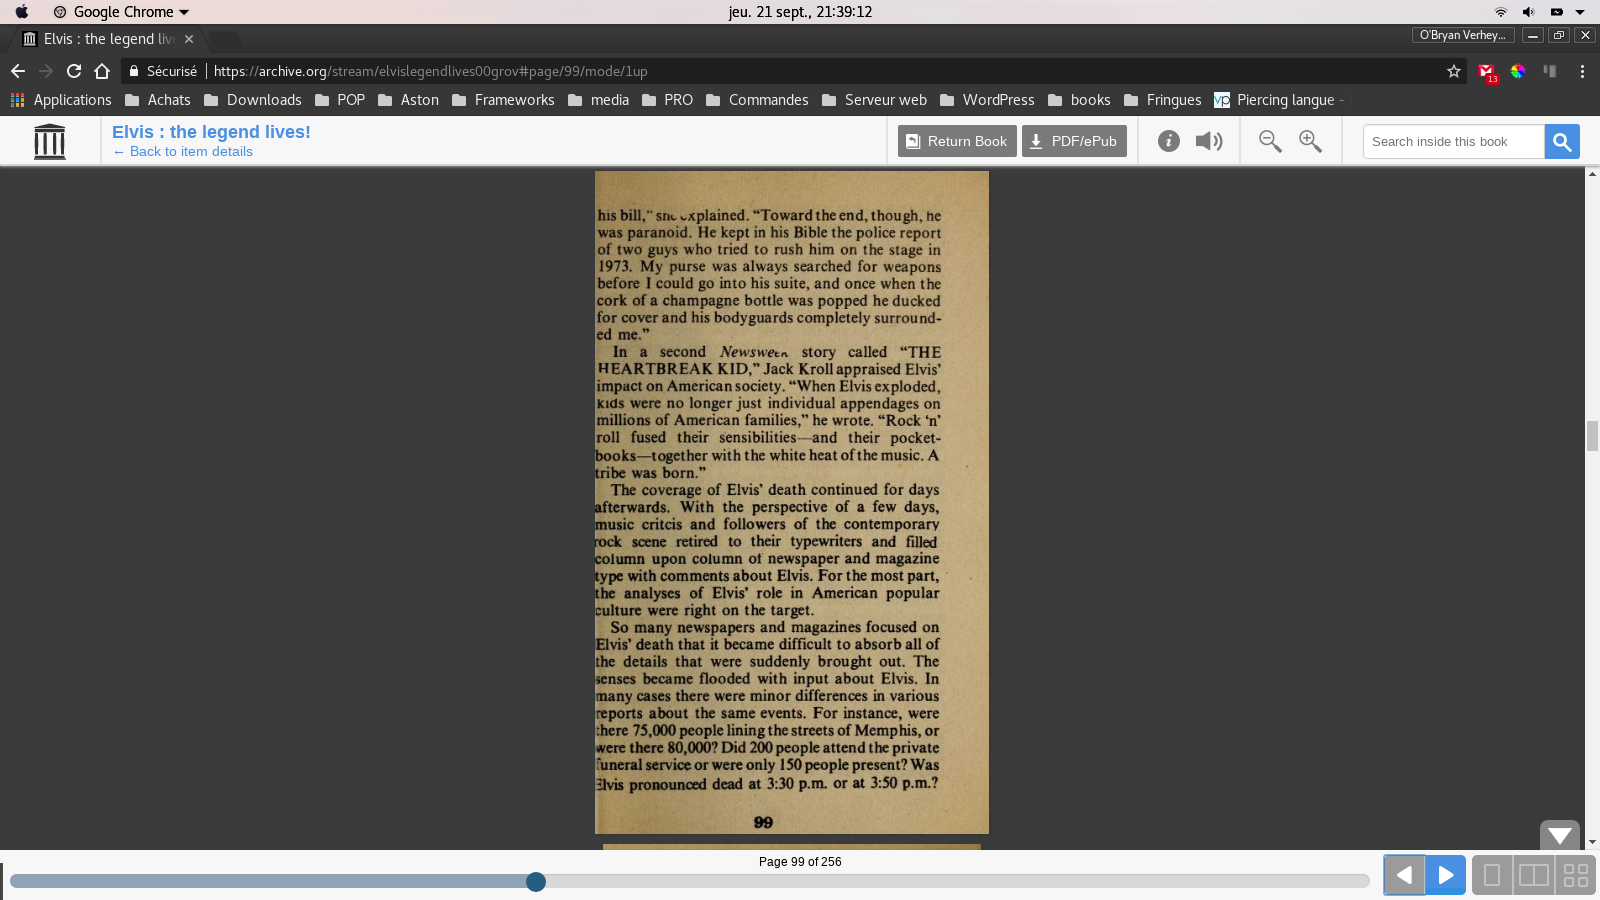 Google Chrome
jeu. 21 sept., 21:39:12
Elvis : the legend live
O'Bryan Verhey...
Sécurisé
https://archive.org/stream/elvislegendlives00grov#page/99/mode/1up
13
Applications Achats Downloads POP Aston Frameworks media PRO Commandes Serveur web WordPress books Fringues Piercing langue -
Elvis : the legend lives!
← Back to item details
Return Book
PDF/ePub
Search inside this book
his bill,” she explained. “Toward the end, though, he
was paranoid. He kept in his Bible the police report
of two guys who tried to rush him on the stage in
1973. My purse was always searched for weapons
before I could go into his suite, and once when the
cork of a champagne bottle was popped he ducked
for cover and his bodyguards completely surround-
ed me.”
In a second Newsweek story called “THE
HEARTBREAK KID,” Jack Kroll appraised Elvis’
impact on American society. “When Elvis exploded,
kids were no longer just individual appendages on
millions of American families,” he wrote. “Rock ‘n’
roll fused their sensibilities—and their pocket-
books—together with the white heat of the music. A
tribe was born.”
The coverage of Elvis’ death continued for days
afterwards. With the perspective of a few days,
music critcis and followers of the contemporary
rock scene retired to their typewriters and filled
column upon column of newspaper and magazine
type with comments about Elvis. For the most part,
the analyses of Elvis’ role in American popular
culture were right on the target.
So many newspapers and magazines focused on
Elvis’ death that it became difficult to absorb all of
the details that were suddenly brought out. The
senses became flooded with input about Elvis. In
many cases there were minor differences in various
reports about the same events. For instance, were
there 75,000 people lining the streets of Memphis, or
were there 80,000? Did 200 people attend the private
funeral service or were only 150 people present? Was
Elvis pronounced dead at 3:30 p.m. or at 3:50 p.m.?
99
Page 99 of 256